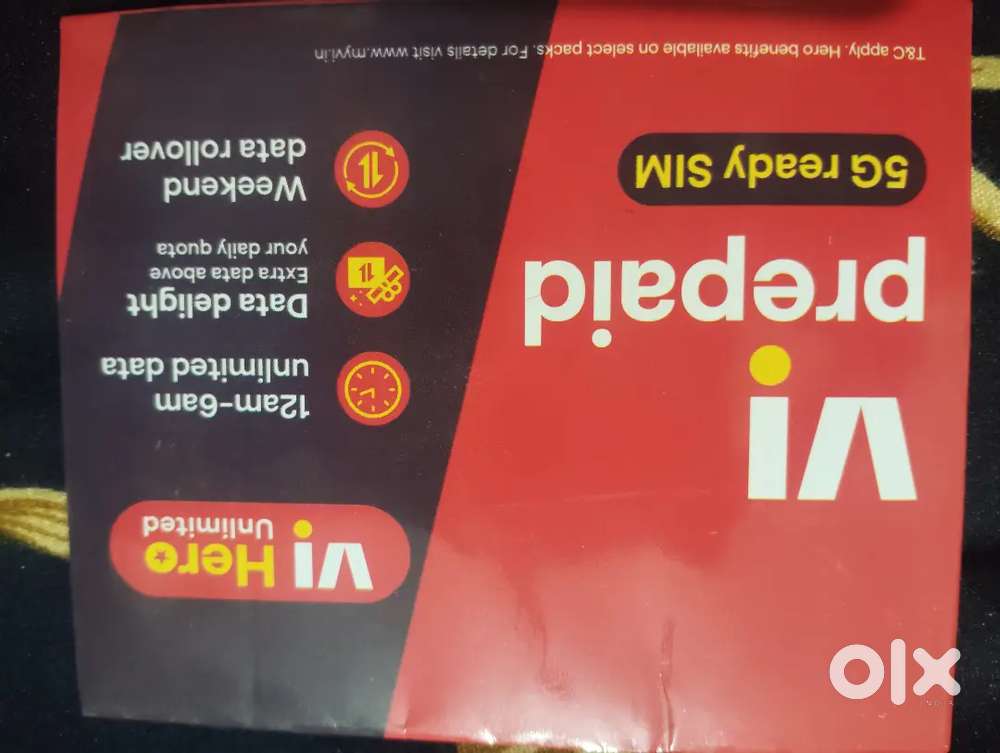 Vi
prepaid
5G ready SIM
Vi Hero
Unlimited
12am-6am
unlimited data
Data delight
Extra data above
your daily quota
Weekend
data rollover
T&C apply. Hero benefits available on select packs. For details visit www.myvi.in
olx
INDIA